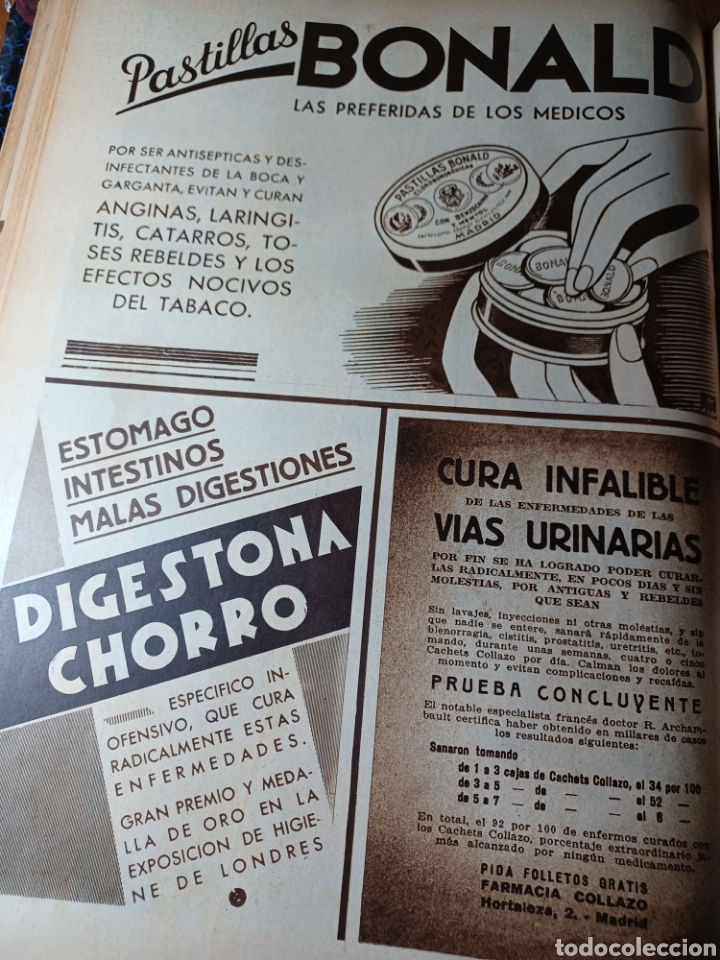 Pastillas BONALD
LAS PREFERIDAS DE LOS MEDICOS
POR SER ANTISEPTICAS Y DES-
INFECTANTES DE LA BOCA Y
GARGANTA, EVITAN Y CURAN
ANGINAS, LARINGI-
TIS, CATARROS, TO-
SES REBELDES Y LOS
EFECTOS NOCIVOS
DEL TABACO.
PASTILLAS BONALD
CLOROBOROSÓDICAS
CON BENZOCAINA
Y MENTOL
MADRID
BONALD
BONALD
BONALD
ESTOMAGO
INTESTINOS
MALAS DIGESTIONES
DIGESTONA
CHORRO
ESPECIFICO IN-
OFENSIVO, QUE CURA
RADICALMENTE ESTAS
ENFERMEDADES.
GRAN PREMIO Y MEDA-
LLA DE ORO EN LA
EXPOSICION DE HIGIE-
NE DE LONDRES
CURA INFALIBLE
DE LAS ENFERMEDADES DE LAS
VIAS URINARIAS
POR FIN SE HA LOGRADO PODER CURAR-
LAS RADICALMENTE, EN POCOS DIAS Y SIN
MOLESTIAS, POR ANTIGUAS Y REBELDES
QUE SEAN
Sin lavajes, inyecciones ni otras moléstias, y sin
que nadie se entere, sanará rápidamente de la
blenorragia, cistitis, prostatitis, uretritis, etc., to-
mando, durante unas semanas, cuatro o cinco
Cachets Collazo por día. Calman los dolores al
momento y evitan complicaciones y recaídas.
PRUEBA CONCLUYENTE
El notable especialista francés doctor R. Archam-
bault certifica haber obtenido en millares de casos
los resultados siguientes:
Sanaron tomando
de 1 a 3 cajas de Cachets Collazo, el 34 por 100
de 3 a 5 — de — el 52 —
de 5 a 7 — de — el 6 —
En total, el 92 por 100 de enfermos curados con
los Cachets Collazo, porcentaje extraordinario ja-
más alcanzado por ningún medicamento.
PIDA FOLLETOS GRATIS
FARMACIA COLLAZO
Hortaleza, 2. - Madrid
todocoleccion